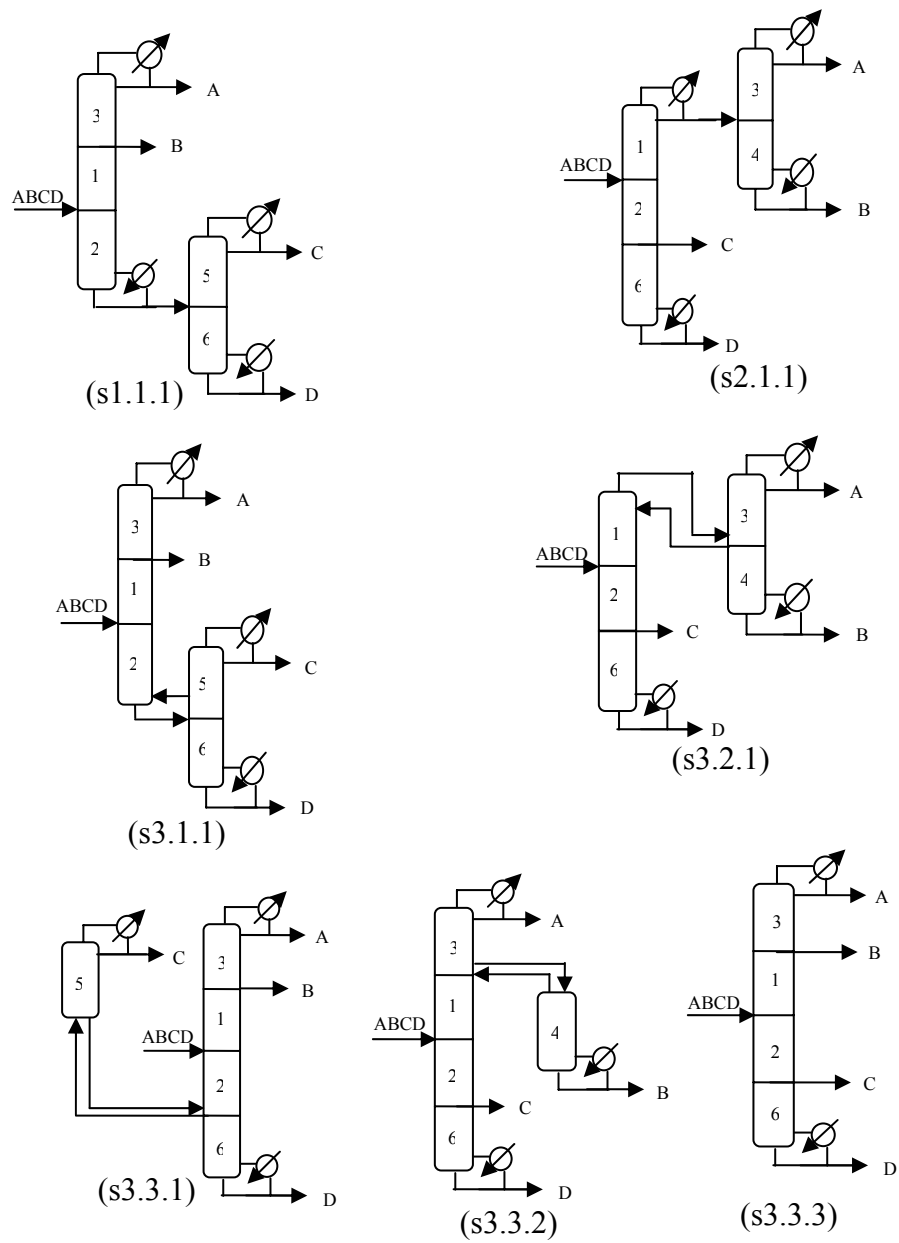 A
3
B
1
ABCD
2
C
5
6
D
(s1.1.1)
3
A
1
4
ABCD
2
B
C
6
D
(s2.1.1)
A
3
B
1
ABCD
2
C
5
6
D
(s3.1.1)
A
3
1
ABCD
4
2
C
B
6
D
(s3.2.1)
A
C
3
5
B
1
ABCD
2
6
D
(s3.3.1)
A
3
1
4
ABCD
2
B
C
6
D
(s3.3.2)
A
3
B
1
ABCD
2
C
6
D
(s3.3.3)